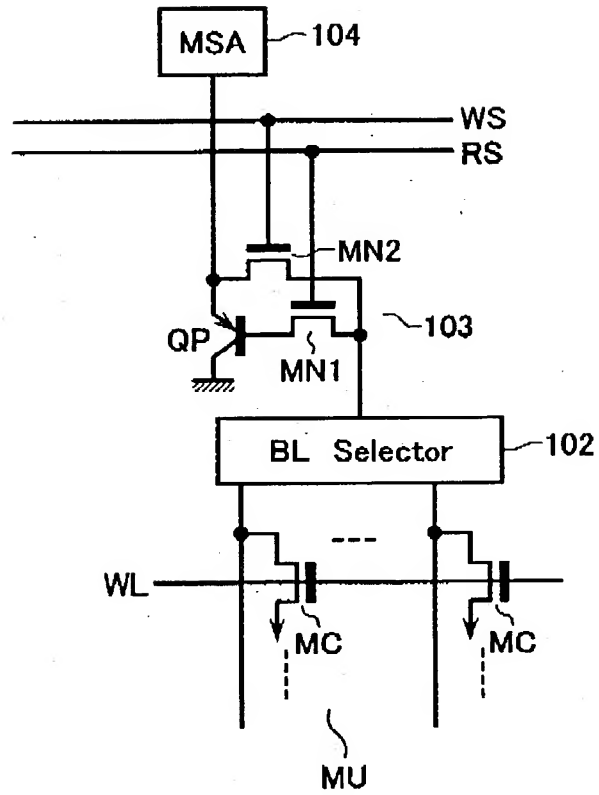 MSA
104
WS
RS
MN2
103
QP
MN1
BL Selector
102
WL
MC
MC
MU